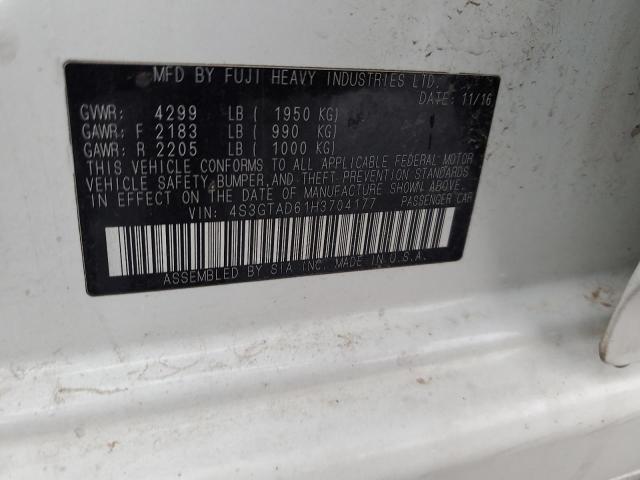 MFD BY FUJI HEAVY INDUSTRIES LTD.
DATE: 11/16
GVWR: 4299 LB ( 1950 KG)
GAWR: F 2183 LB ( 990 KG)
GAWR: R 2205 LB ( 1000 KG)
THIS VEHICLE CONFORMS TO ALL APPLICABLE FEDERAL MOTOR
VEHICLE SAFETY,BUMPER,AND THEFT PREVENTION STANDARDS
IN EFFECT ON THE DATE OF MANUFACTURE SHOWN ABOVE.
VIN: 4S3GTAD61H3704177 PASSENGER CAR
ASSEMBLED BY SIA INC. MADE IN U.S.A.